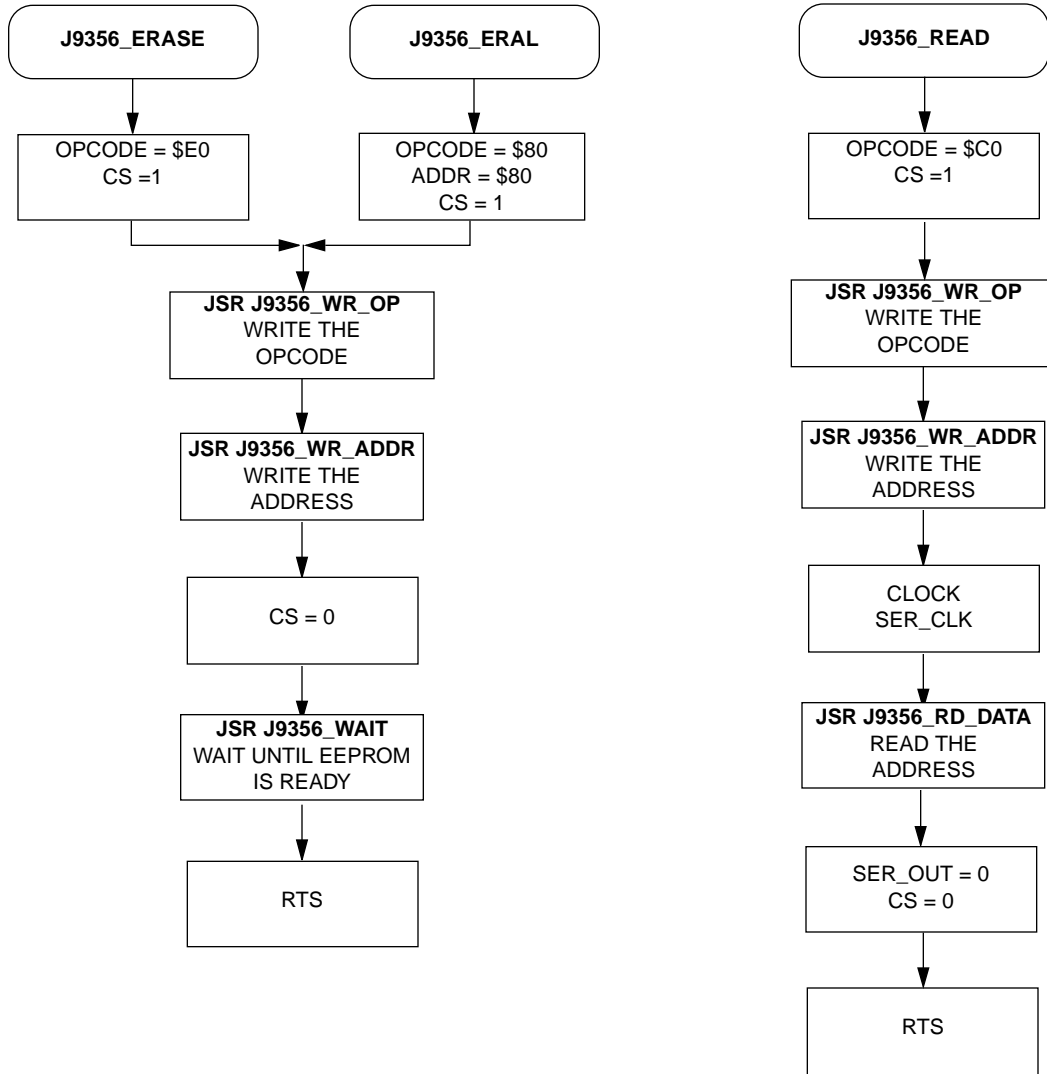 J9356_ERASE
OPCODE = $E0
CS =1
J9356_ERAL
OPCODE = $80
ADDR = $80
CS = 1
JSR J9356_WR_OP
WRITE THE
OPCODE
JSR J9356_WR_ADDR
WRITE THE
ADDRESS
CS = 0
JSR J9356_WAIT
WAIT UNTIL EEPROM
IS READY
RTS
J9356_READ
OPCODE = $C0
CS =1
JSR J9356_WR_OP
WRITE THE
OPCODE
JSR J9356_WR_ADDR
WRITE THE
ADDRESS
CLOCK
SER_CLK
JSR J9356_RD_DATA
READ THE
ADDRESS
SER_OUT = 0
CS = 0
RTS